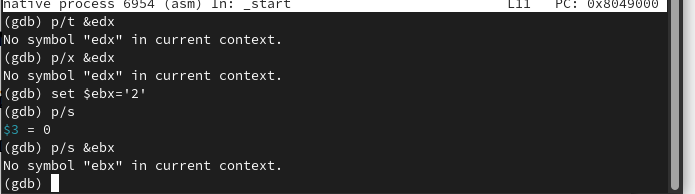 native process 6954 (asm) In: _start L11 PC: 0x8049000
(gdb) p/t &edx
No symbol "edx" in current context.
(gdb) p/x &edx
No symbol "edx" in current context.
(gdb) set $ebx='2'
(gdb) p/s
$3 = 0
(gdb) p/s &ebx
No symbol "ebx" in current context.
(gdb)